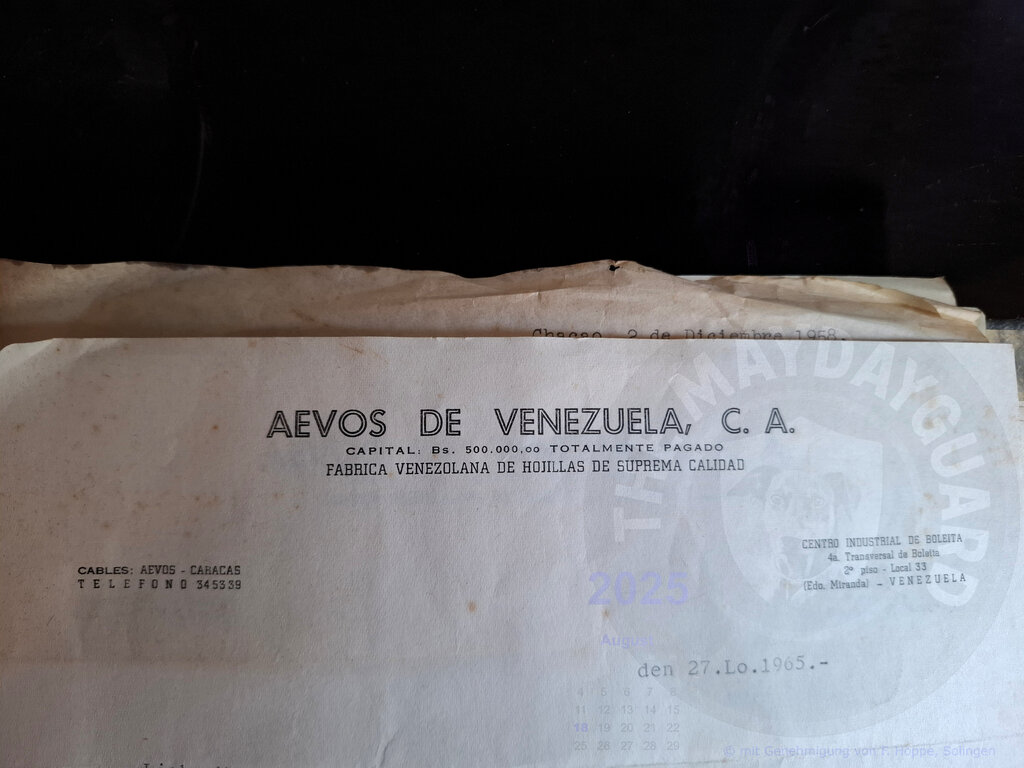 Chacao, 2 de Diciembre 1958.
AEVOS DE VENEZUELA, C. A.
CAPITAL: Bs. 500.000,oo TOTALMENTE PAGADO
FABRICA VENEZOLANA DE HOJILLAS DE SUPREMA CALIDAD
THE MAYDAYGUARD
CABLES: AEVOS - CARACAS
TELEFONO 345339
CENTRO INDUSTRIAL DE BOLEITA
4a. Transversal de Boleita
2º piso - Local 33
(Edo. Miranda) - VENEZUELA
2025
August
den 27.Lo.1965.-
4 5 6 7 8
11 12 13 14 15
18 19 20 21 22
25 26 27 28 29
© mit Genehmigung von F. Hoppe, Solingen